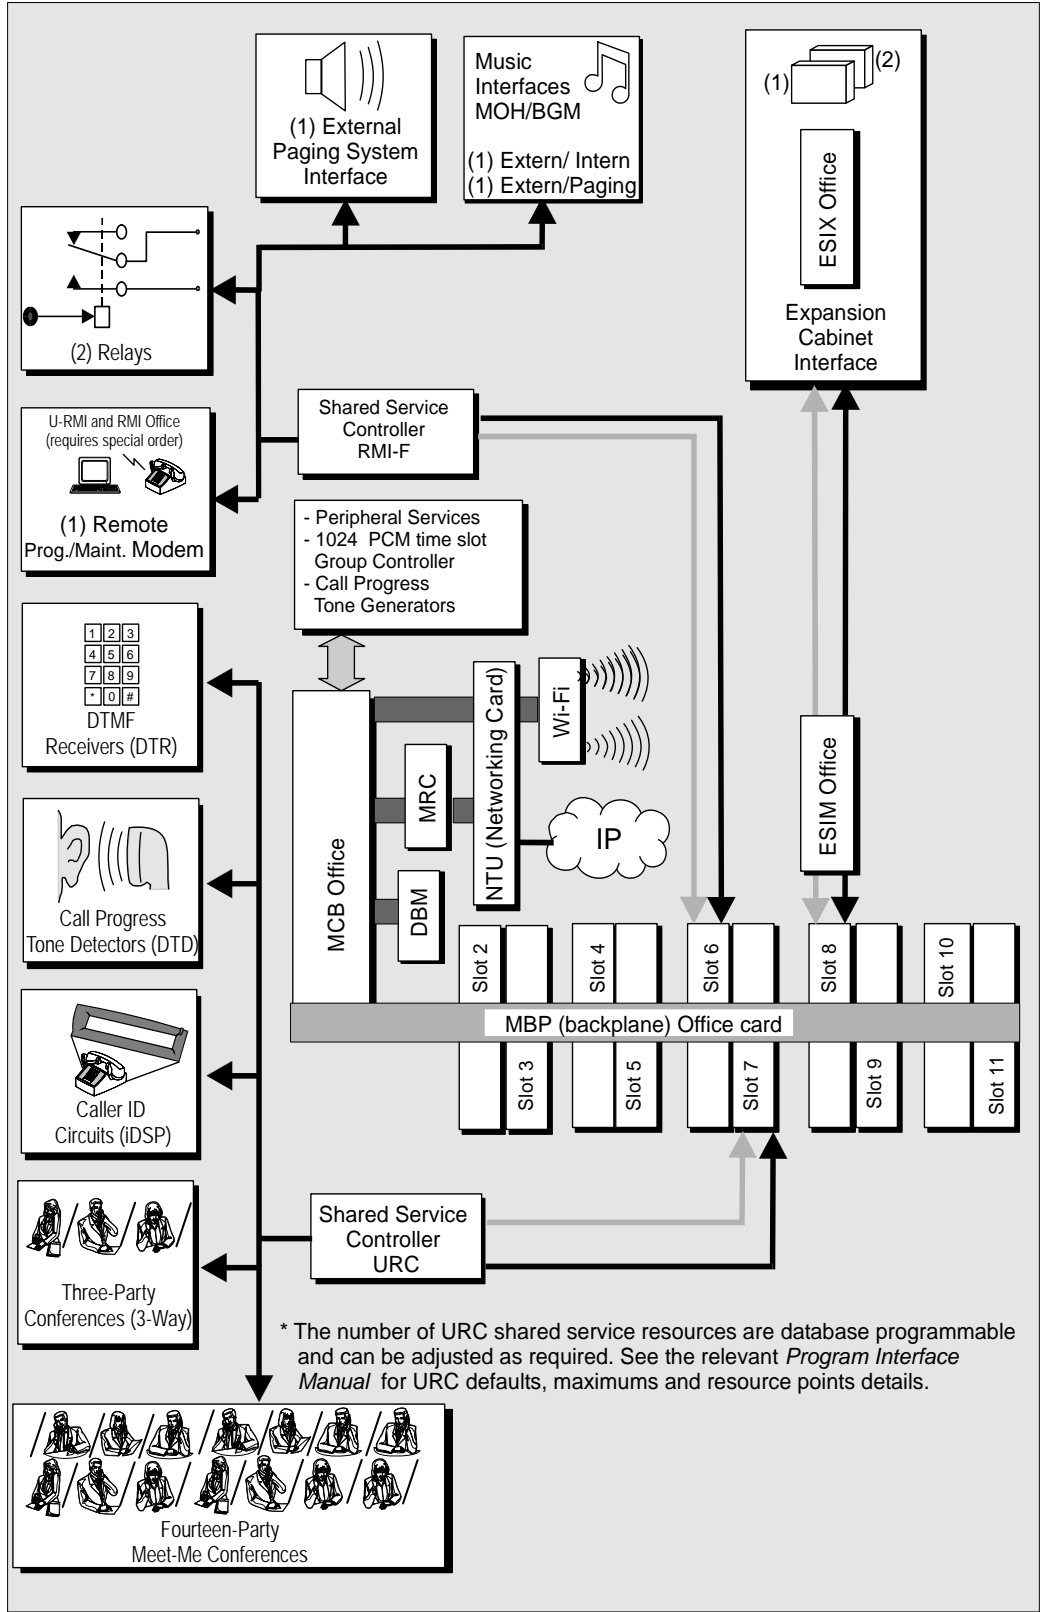 (1) External
Paging System
Interface
Music
Interfaces
MOH/BGM
(1) Extern/ Intern
(1) Extern/Paging
(1)
(2)
ESIX Office
Expansion
Cabinet
Interface
(2) Relays
Shared Service
Controller
RMI-F
U-RMI and RMI Office
(requires special order)
(1) Remote
Prog./Maint. Modem
- Peripheral Services
- 1024 PCM time slot
Group Controller
- Call Progress
Tone Generators
1 2 3
4 5 6
7 8 9
* 0 #
DTMF
Receivers (DTR)
MCB Office
MRC
DBM
NTU (Networking Card)
Wi-Fi
IP
ESIM Office
Call Progress
Tone Detectors (DTD)
Slot 2
Slot 4
Slot 6
Slot 8
Slot 10
MBP (backplane) Office card
Slot 3
Slot 5
Slot 7
Slot 9
Slot 11
Caller ID
Circuits (iDSP)
Shared Service
Controller
URC
Three-Party
Conferences (3-Way)
* The number of URC shared service resources are database programmable
and can be adjusted as required. See the relevant Program Interface
Manual for URC defaults, maximums and resource points details.
Fourteen-Party
Meet-Me Conferences